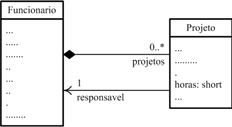 Funcionario
...
.....
.......
..
...
..
.
........
0..*
projetos
1
responsavel
Projeto
...
.........
.
horas: short
...